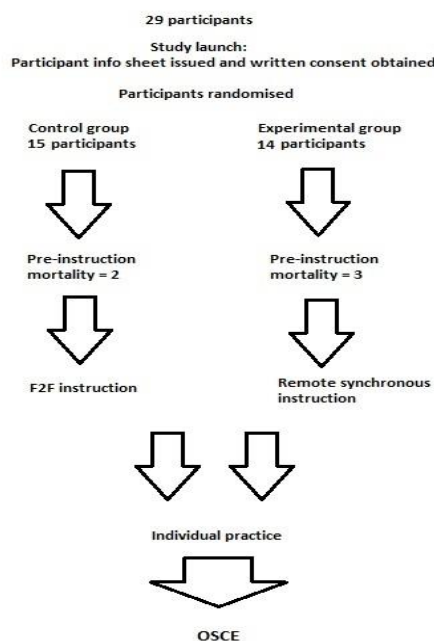 29 participants
Study launch:
Participant info sheet issued and written consent obtained
Participants randomised
Control group
15 participants
Experimental group
14 participants
Pre-instruction
mortality = 2
Pre-instruction
mortality = 3
F2F instruction
Remote synchronous
instruction
Individual practice
OSCE